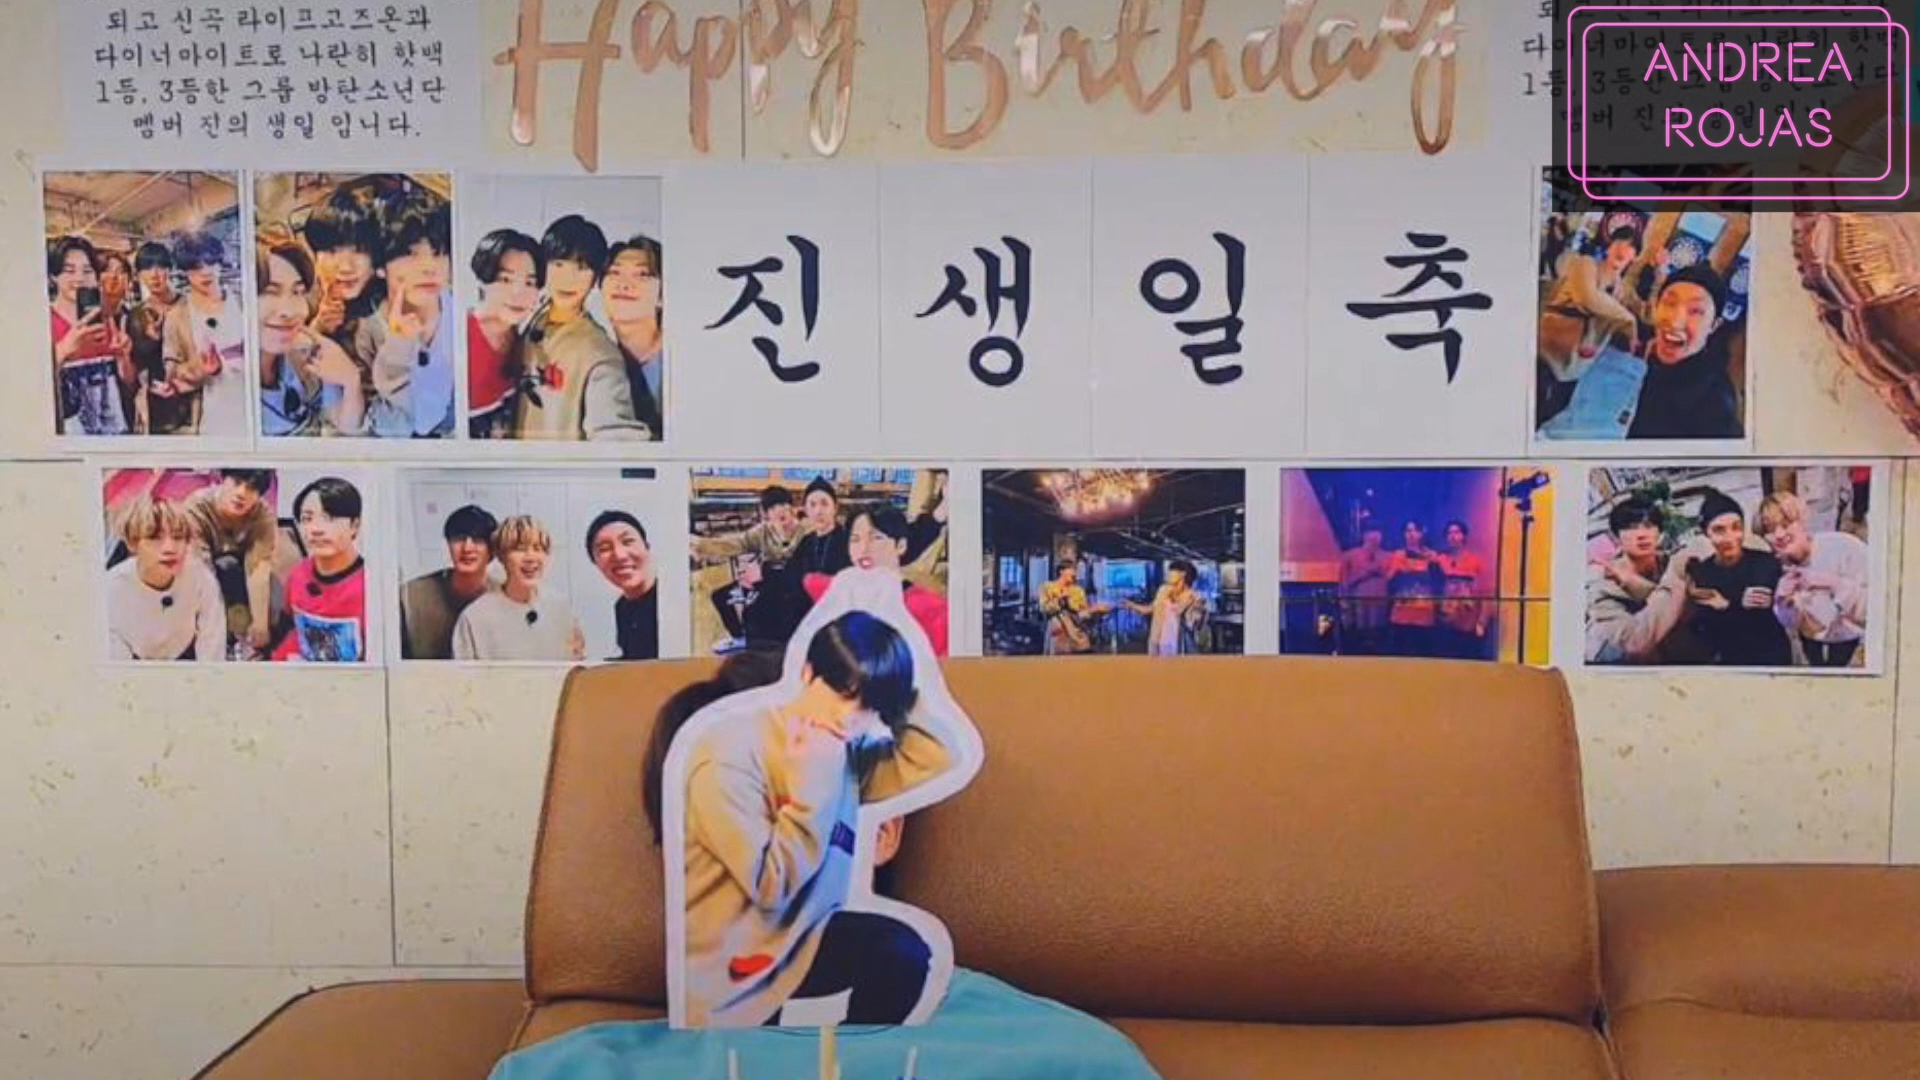 되고 신곡 라이프고즈온과
다이너마이트로 나란히 핫백
1등, 3등한 그룹 방탄소년단
멤버 진의 생일 입니다.
Happy Birthday
ANDREA
ROJAS
진 생 일 축